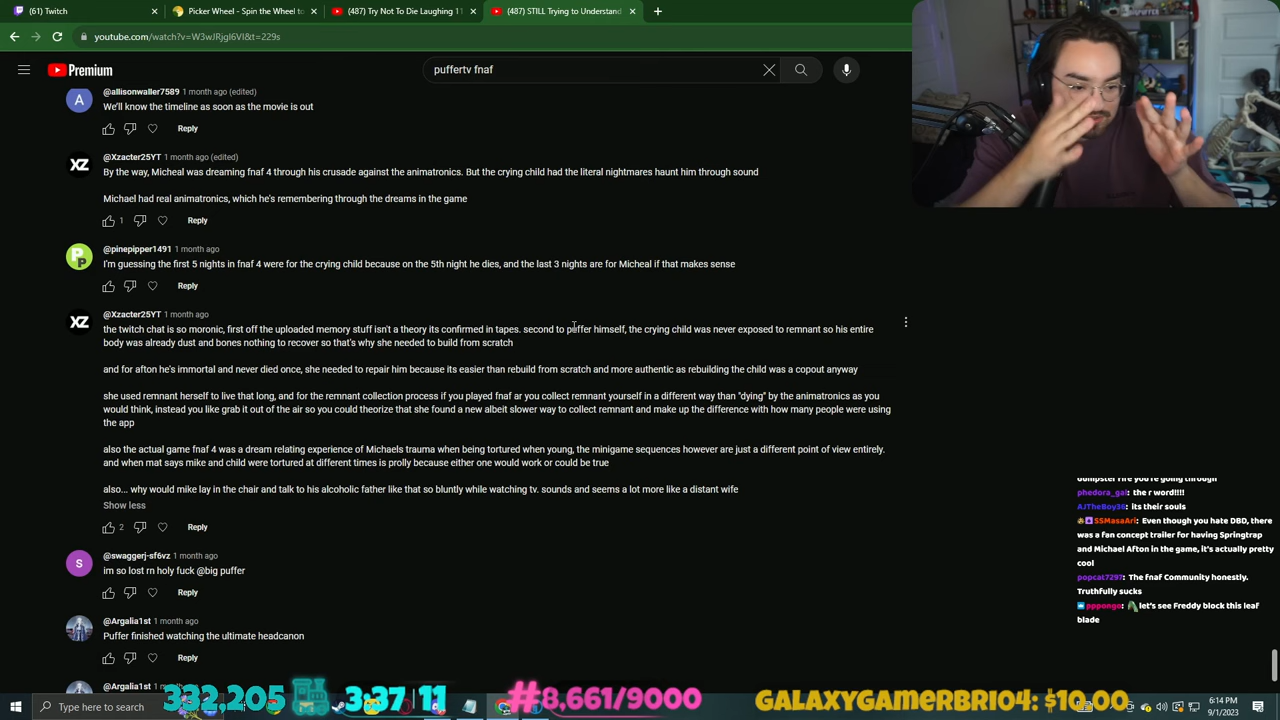 (61) Twitch
Picker Wheel - Spin the Wheel to
(487) Try Not To Die Laughing 11
(487) STILL Trying to Understand
youtube.com/watch?v=W3wJRjgI6VI&t=229s
Premium
puffertv fnaf
@allisonwaller7589 1 month ago (edited)
We'll know the timeline as soon as the movie is out
Reply
@Xzacter25YT 1 month ago (edited)
By the way, Micheal was dreaming fnaf 4 through his crusade against the animatronics. But the crying child had the literal nightmares haunt him through sound
Michael had real animatronics, which he's remembering through the dreams in the game
1 Reply
@pinepipper1491 1 month ago
I'm guessing the first 5 nights in fnaf 4 were for the crying child because on the 5th night he dies, and the last 3 nights are for Micheal if that makes sense
Reply
@Xzacter25YT 1 month ago
the twitch chat is so moronic, first off the uploaded memory stuff isn't a theory its confirmed in tapes. second to puffer himself, the crying child was never exposed to remnant so his entire
body was already dust and bones nothing to recover so that's why she needed to build from scratch
and for afton he's immortal and never died once, she needed to repair him because its easier than rebuild from scratch and more authentic as rebuilding the child was a copout anyway
she used remnant herself to live that long, and for the remnant collection process if you played fnaf ar you collect remnant yourself in a different way than "dying" by the animatronics as you
would think, instead you like grab it out of the air so you could theorize that she found a new albeit slower way to collect remnant and make up the difference with how many people were using
the app
also the actual game fnaf 4 was a dream relating experience of Michaels trauma when being tortured when young, the minigame sequences however are just a different point of view entirely.
and when mat says mike and child were tortured at different times is prolly because either one would work or could be true
also... why would mike lay in the chair and talk to his alcoholic father like that so bluntly while watching tv. sounds and seems a lot more like a distant wife
Show less
2 Reply
@swaggerj-sf6vz 1 month ago
im so lost rn holy fuck @big puffer
Reply
@Argalia1st 1 month ago
Puffer finished watching the ultimate headcanon
Reply
@Argalia1st 1
dumpster fire you're going through
phedora_gal: the r word!!!!
AJTheBoy36: its their souls
SSMasaAri: Even though you hate DBD, there
was a fan concept trailer for having Springtrap
and Michael Afton in the game, it's actually pretty
cool
popcat7297: The fnaf Community honestly.
Truthfully sucks
pppongo: let's see Freddy block this leaf
blade
332,205
3:37|11
#8,661/9000
GALAXYGAMERBRI04: $10.00
Type here to search
6:14 PM
9/1/2023